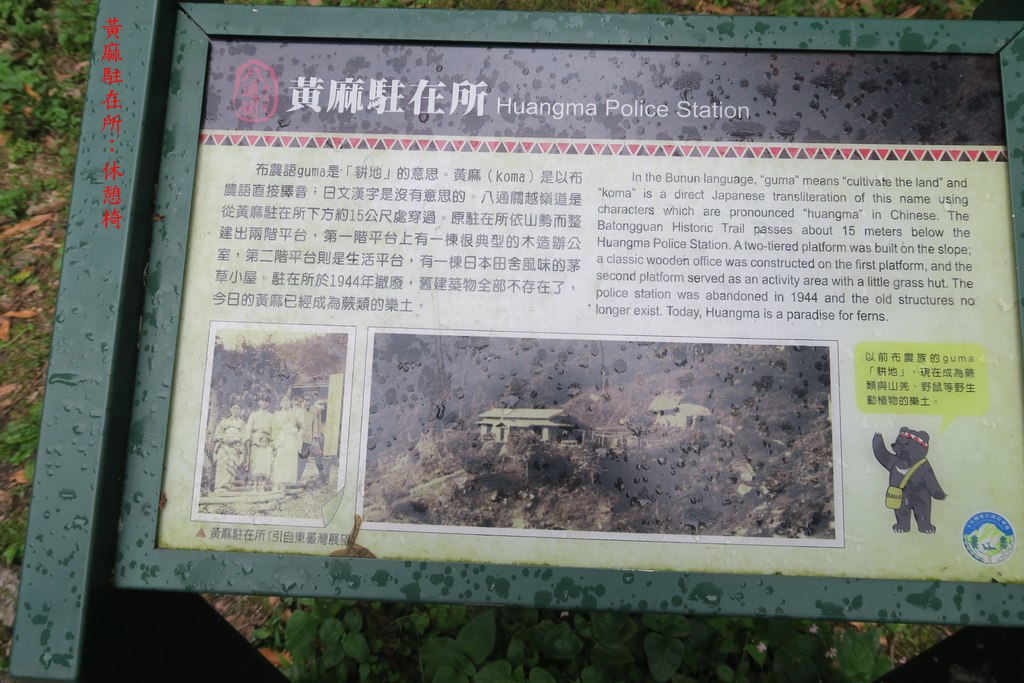 黃麻駐在所…休憩椅
八通關
黃麻駐在所 Huangma Police Station
布農語guma是「耕地」的意思。黃麻（koma）是以布
農語直接譯音，日文漢字是沒有意思的。八通關越嶺道是
從黃麻駐在所下方約15公尺處穿過。原駐在所依山勢而整
建出兩階平台，第一階平台上有一棟很典型的木造辦公
室，第二階平台則是生活平台，有一棟日本田舍風味的茅
草小屋。駐在所於1944年撤廢，舊建築物全部不存在了，
今日的黃麻已經成為蕨類的樂土。
In the Bunun language, “guma” means “cultivate the land” and
“koma” is a direct Japanese transliteration of this name using
characters which are pronounced “huangma” in Chinese. The
Batongguan Historic Trail passes about 15 meters below the
Huangma Police Station. A two-tiered platform was built on the slope;
a classic wooden office was constructed on the first platform, and the
second platform served as an activity area with a little grass hut. The
police station was abandoned in 1944 and the old structures no
longer exist. Today, Huangma is a paradise for ferns.
以前布農族的guma
「耕地」，現在成為蕨
類與山羌、野鼠等野生
動植物的樂土。
▲ 黃麻駐在所(引自東臺灣展望